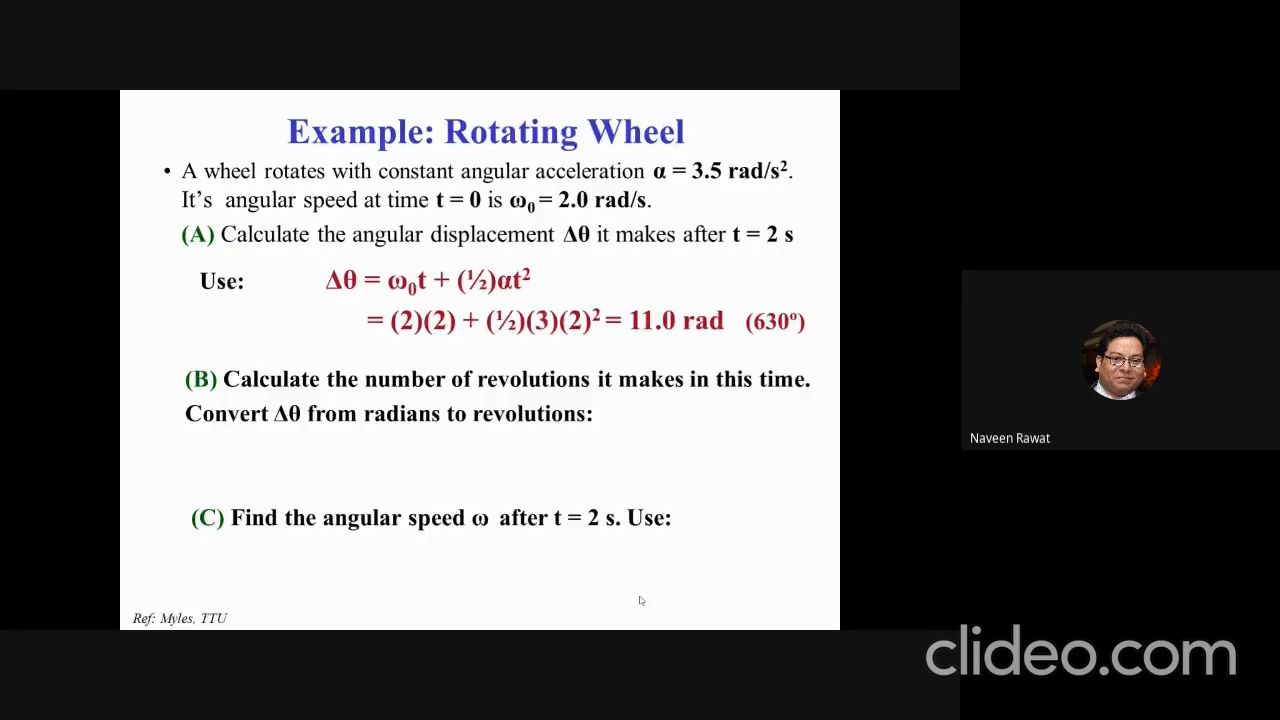 Example: Rotating Wheel
• A wheel rotates with constant angular acceleration α = 3.5 rad/s².
It's angular speed at time t = 0 is ω₀ = 2.0 rad/s.
(A) Calculate the angular displacement Δθ it makes after t = 2 s
Use: Δθ = ω₀t + (½)αt²
= (2)(2) + (½)(3)(2)² = 11.0 rad (630º)
(B) Calculate the number of revolutions it makes in this time.
Convert Δθ from radians to revolutions:
(C) Find the angular speed ω after t = 2 s. Use:
Ref: Myles, TTU
Naveen Rawat
clideo.com